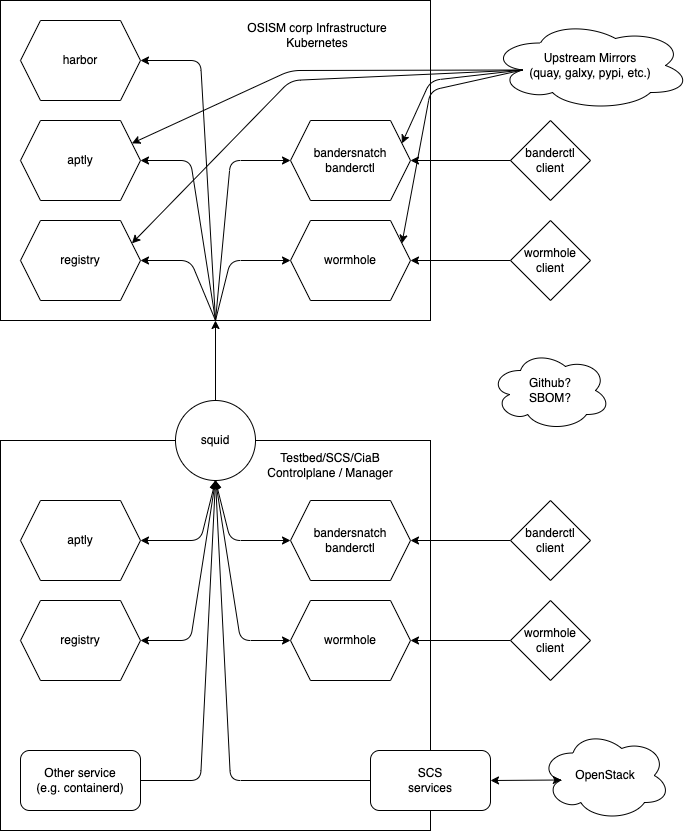 OSISM corp Infrastructure
Kubernetes
harbor
Upstream Mirrors
(quay, galxy, pypi, etc.)
aptly
bandersnatch
banderctl
banderctl
client
registry
wormhole
wormhole
client
Github?
SBOM?
squid
Testbed/SCS/CiaB
Controlplane / Manager
aptly
bandersnatch
banderctl
banderctl
client
registry
wormhole
wormhole
client
Other service
(e.g. containerd)
SCS
services
OpenStack